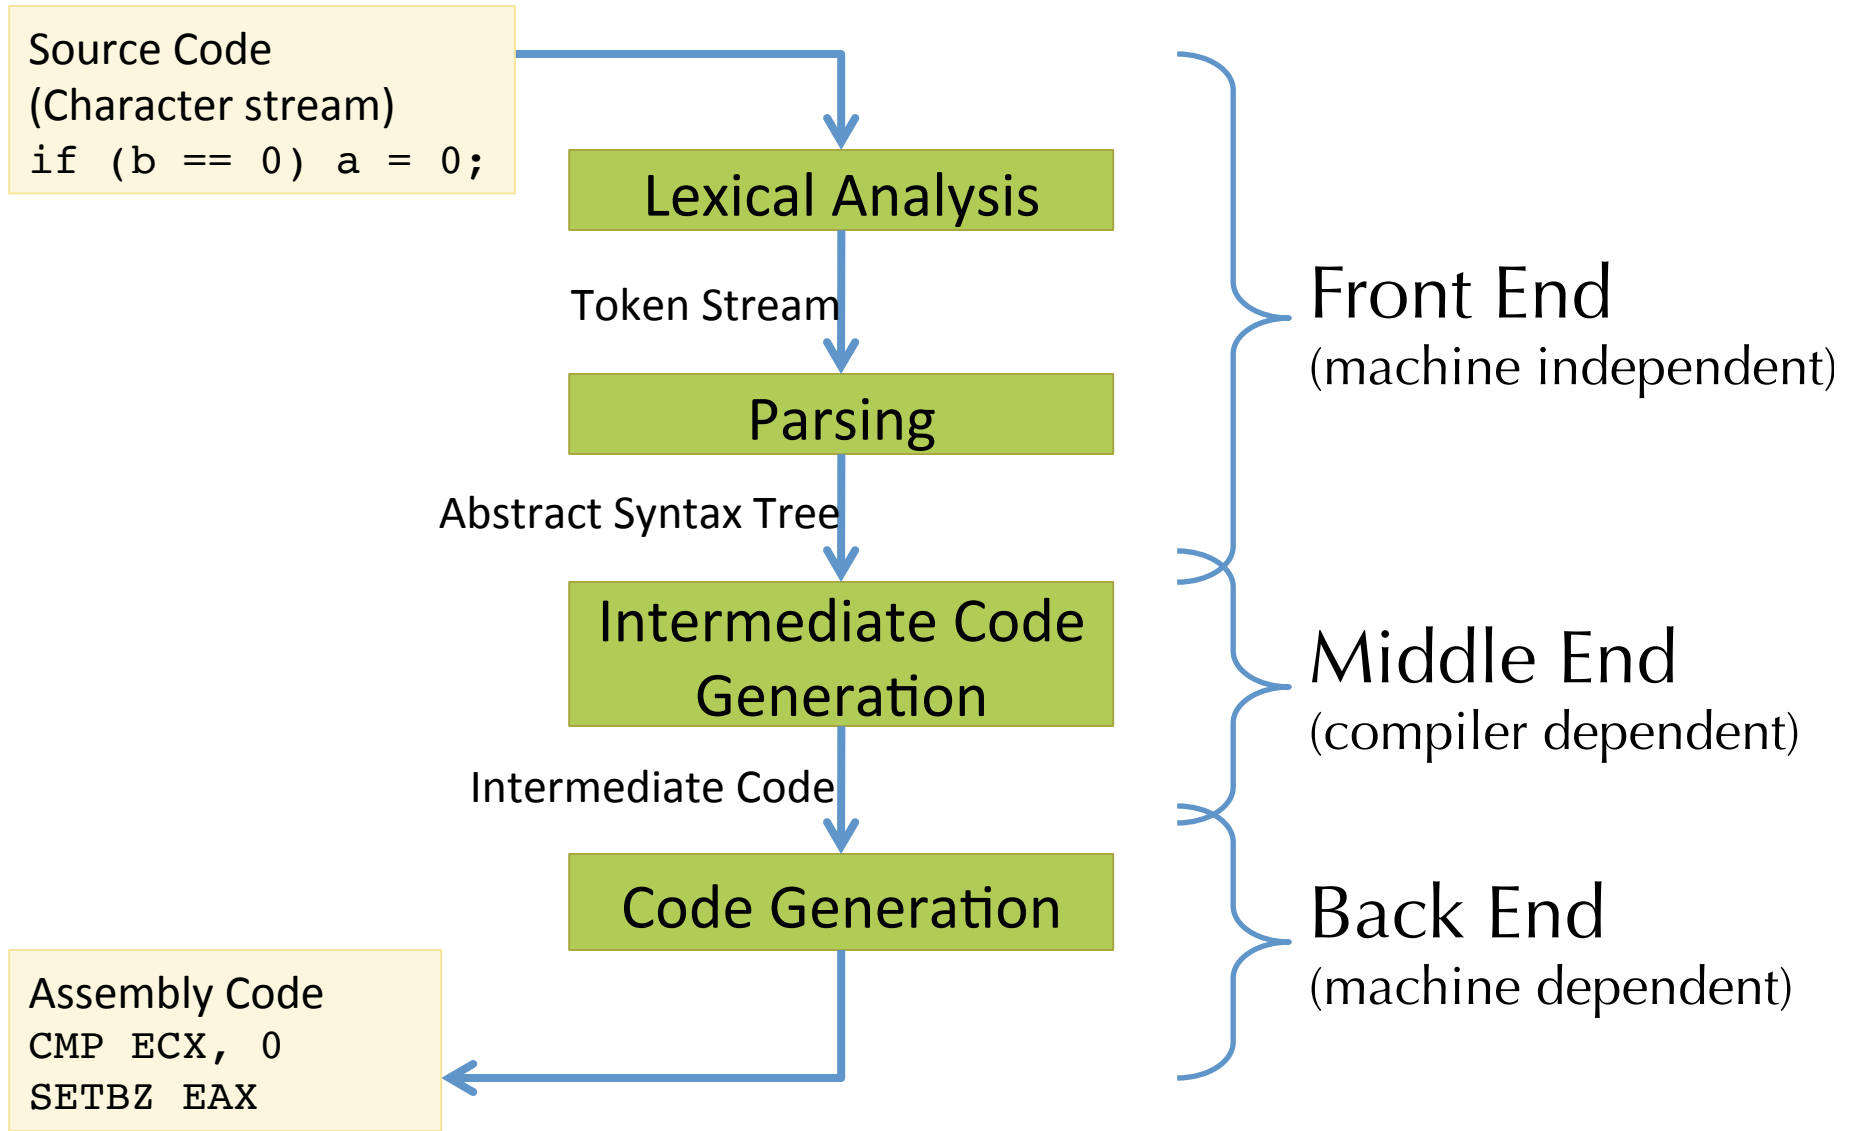 Source Code
(Character stream)
if (b == 0) a = 0;
Lexical Analysis
Token Stream
Parsing
Abstract Syntax Tree
Intermediate Code
Generation
Intermediate Code
Code Generation
Assembly Code
CMP ECX, 0
SETBZ EAX
Front End
(machine independent)
Middle End
(compiler dependent)
Back End
(machine dependent)